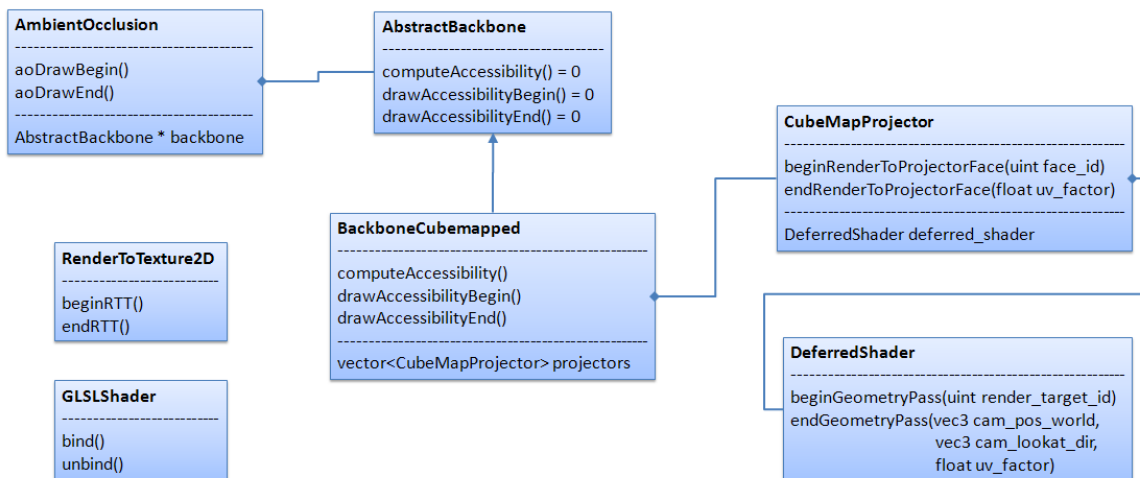 AmbientOcclusion
------------------------------------------
aoDrawBegin()
aoDrawEnd()
------------------------------------------
AbstractBackbone * backbone
AbstractBackbone
----------------------------------
computeAccessibility() = 0
drawAccessibilityBegin() = 0
drawAccessibilityEnd() = 0
CubeMapProjector
------------------------------------------------------------
beginRenderToProjectorFace(uint face_id)
endRenderToProjectorFace(float uv_factor)
------------------------------------------------------------
DeferredShader deferred_shader
BackboneCubemapped
------------------------------------------------------
computeAccessibility()
drawAccessibilityBegin()
drawAccessibilityEnd()
------------------------------------------------------
vector<CubeMapProjector> projectors
RenderToTexture2D
---------------------------
beginRTT()
endRTT()
GLSLShader
---------------------------
bind()
unbind()
DeferredShader
-----------------------------------------------------------
beginGeometryPass(uint render_target_id)
endGeometryPass(vec3 cam_pos_world,
vec3 cam_lookat_dir,
float uv_factor)